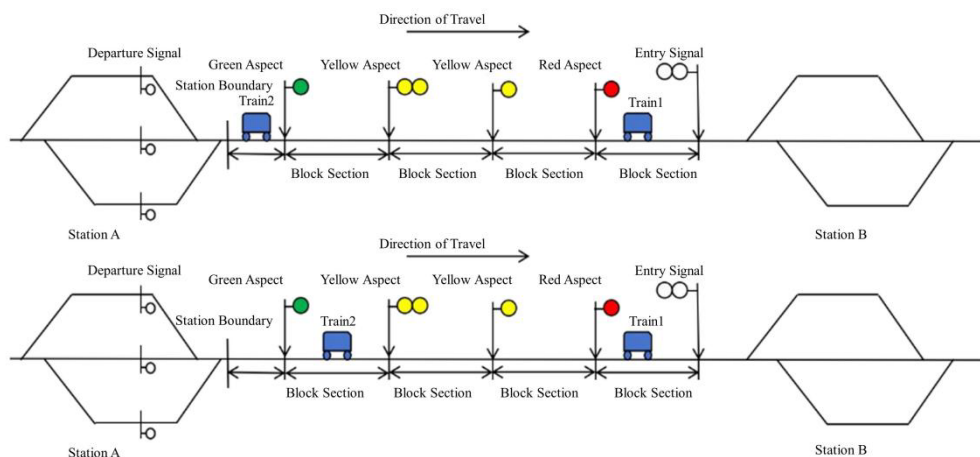 Direction of Travel
Departure Signal
Entry Signal
Green Aspect
Yellow Aspect
Yellow Aspect
Red Aspect
Station Boundary
Train2
Train1
Block Section
Block Section
Block Section
Block Section
Station A
Station B
Direction of Travel
Departure Signal
Green Aspect
Yellow Aspect
Yellow Aspect
Red Aspect
Entry Signal
Station Boundary
Train2
Train1
Block Section
Block Section
Block Section
Block Section
Station A
Station B